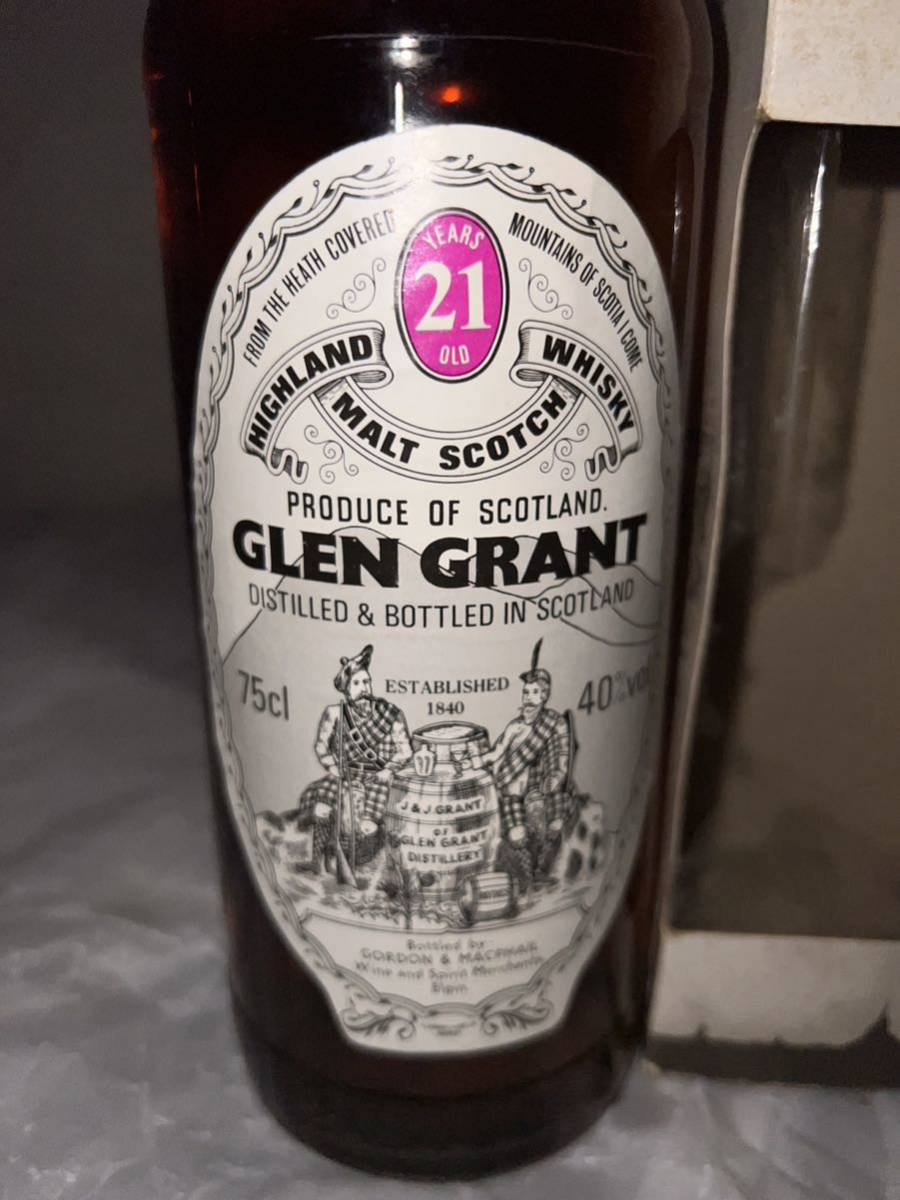 FROM THE HEATH COVERED MOUNTAINS OF SCOTIA I COME
YEARS
21
OLD
HIGHLAND
MALT SCOTCH
WHISKY
PRODUCE OF SCOTLAND.
GLEN GRANT
DISTILLED & BOTTLED IN SCOTLAND
75cl
ESTABLISHED
1840
40%vol
J & J. GRANT
OF
GLEN GRANT
DISTILLERY
Bottled by
GORDON & MACPHAIL
Wine and Spirit Merchants
Elgin